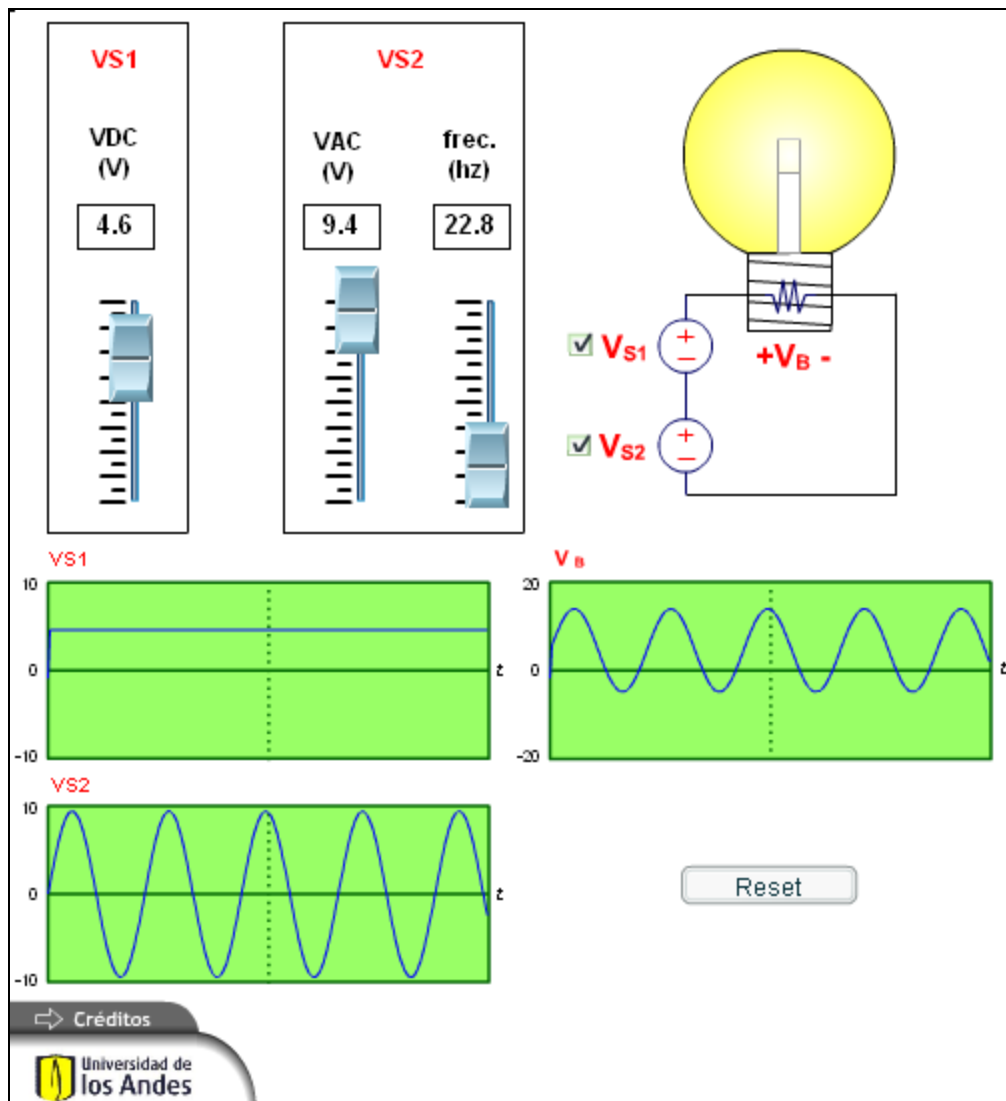 VS1
VS2
VDC
(V)
VAC
(V)
frec.
(hz)
4.6
9.4
22.8
+
−
VS1
+VB -
+
−
VS2
VS1
10
0
-10
t
VB
20
0
-20
t
VS2
10
0
-10
t
Reset
Créditos
Universidad de
los Andes